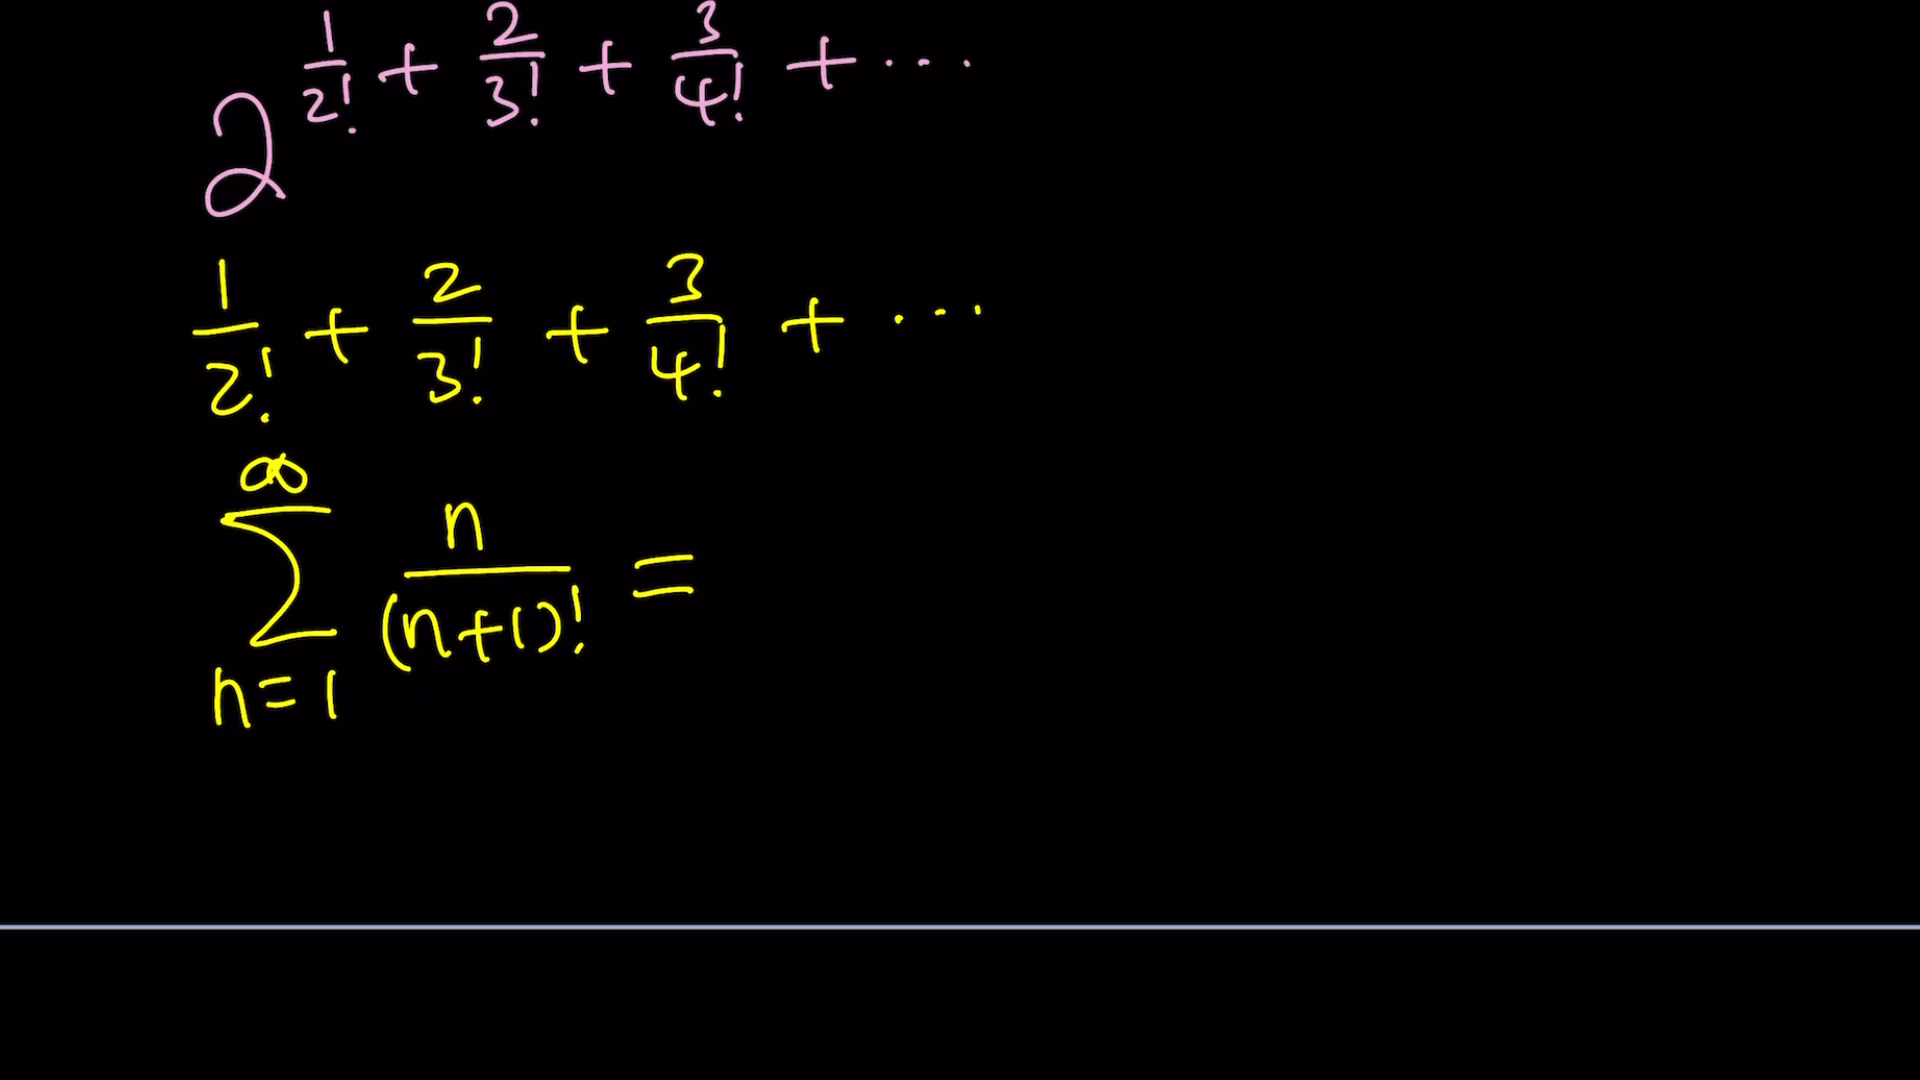 2^{1/2! + 2/3! + 3/4! + ...}
1/2! + 2/3! + 3/4! + ...
∑_{n=1}^{∞} n/(n+1)! =